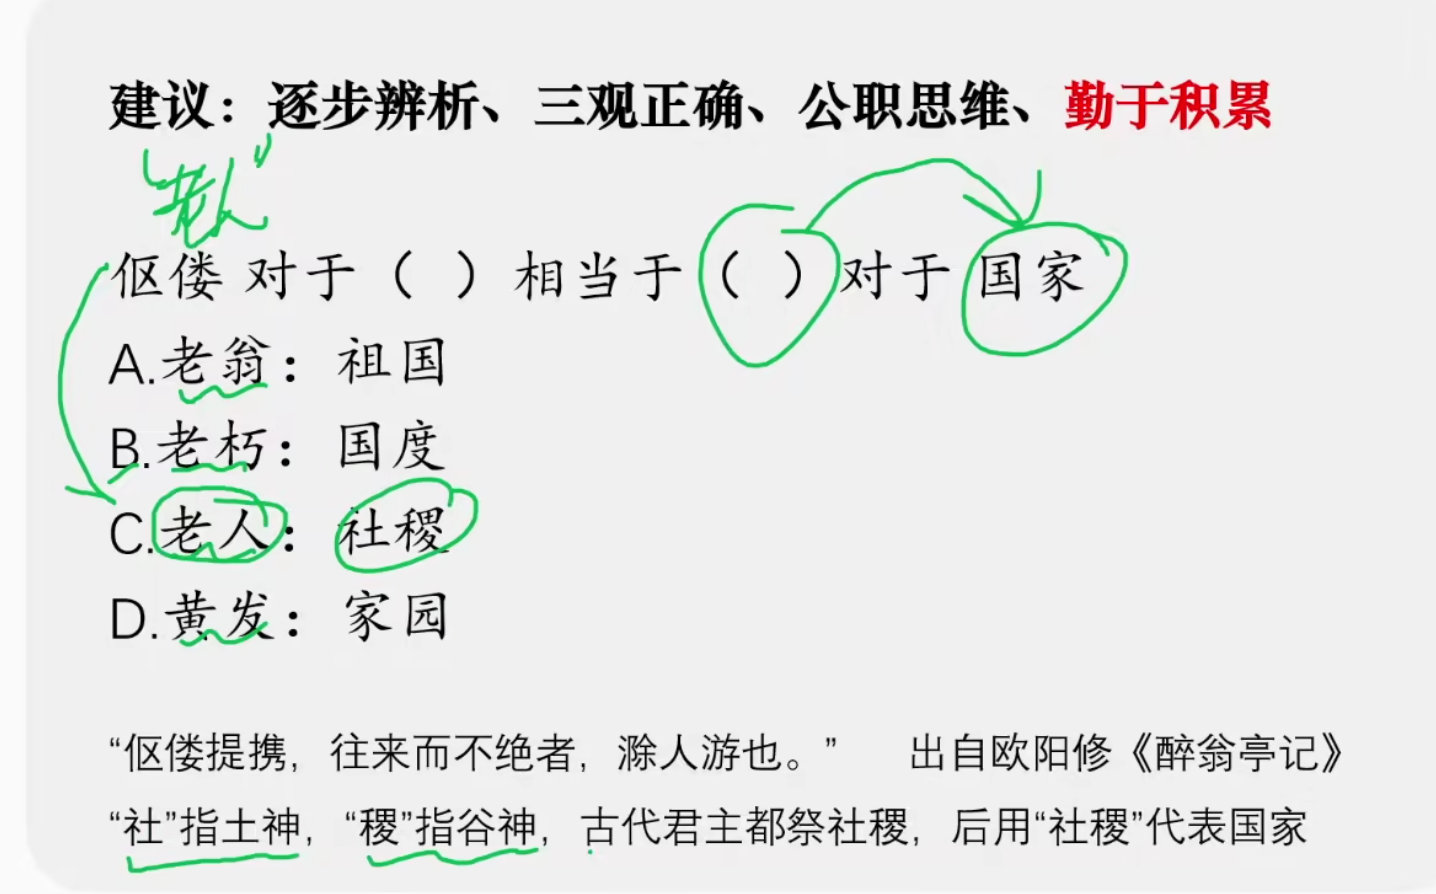 建议：逐步辨析、三观正确、公职思维、勤于积累
“老人”
伛偻 对于（ ）相当于（ ）对于 国家
A.老翁： 祖国
B.老朽： 国度
C.老人： 社稷
D.黄发： 家园
“伛偻提携，往来而不绝者，滁人游也。” 出自欧阳修《醉翁亭记》
“社”指土神，“稷”指谷神，古代君主都祭社稷，后用“社稷”代表国家